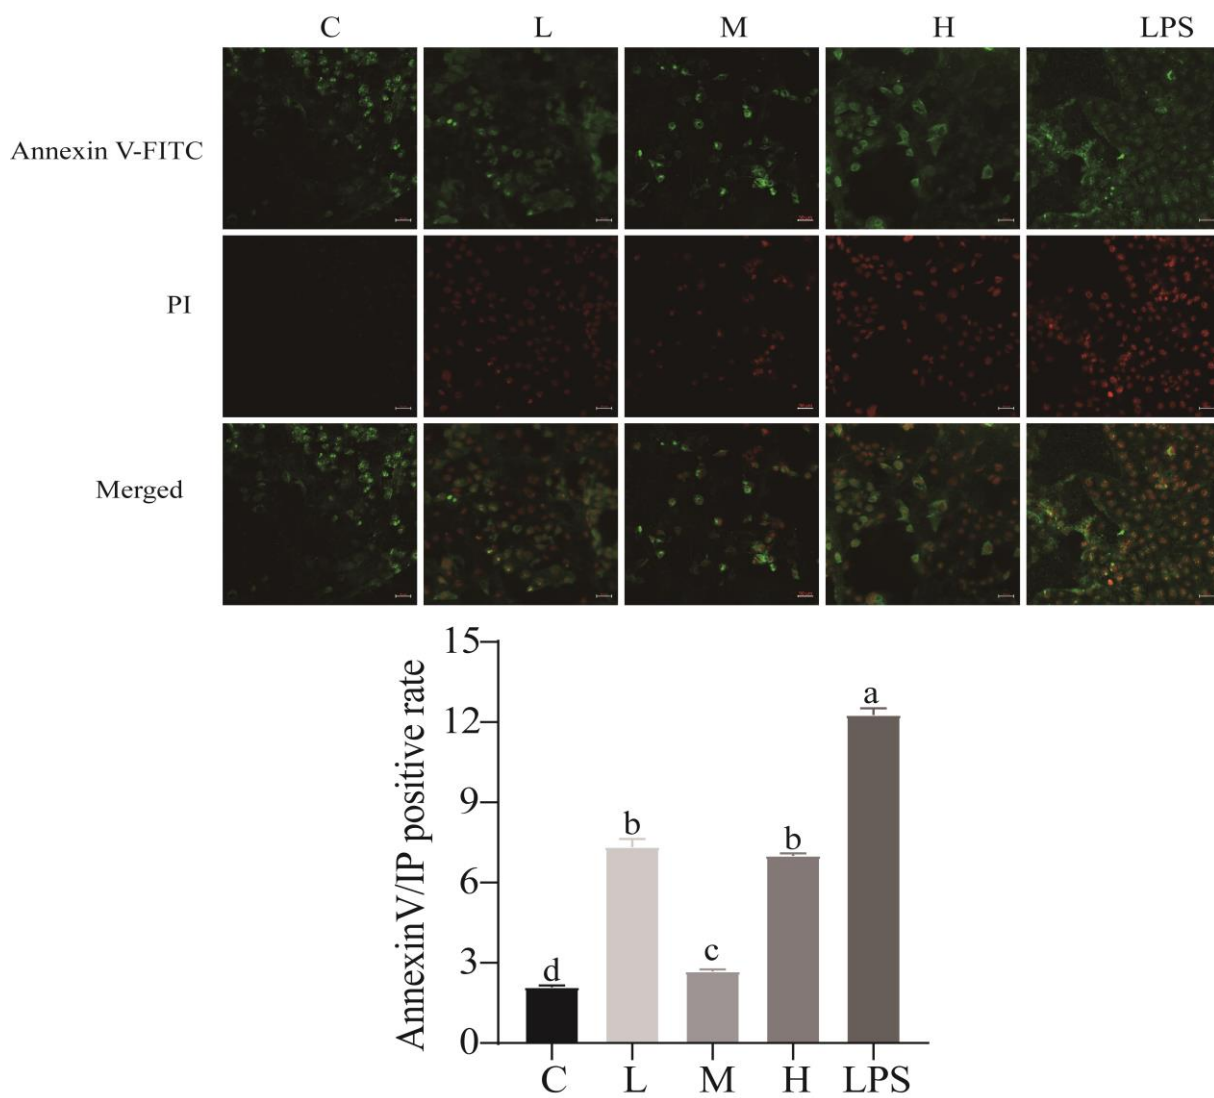 C L M H LPS
Annexin V-FITC
PI
Merged
AnnexinV/IP positive rate
15
12
9
6
3
0
d
b
c
b
a
C L M H LPS